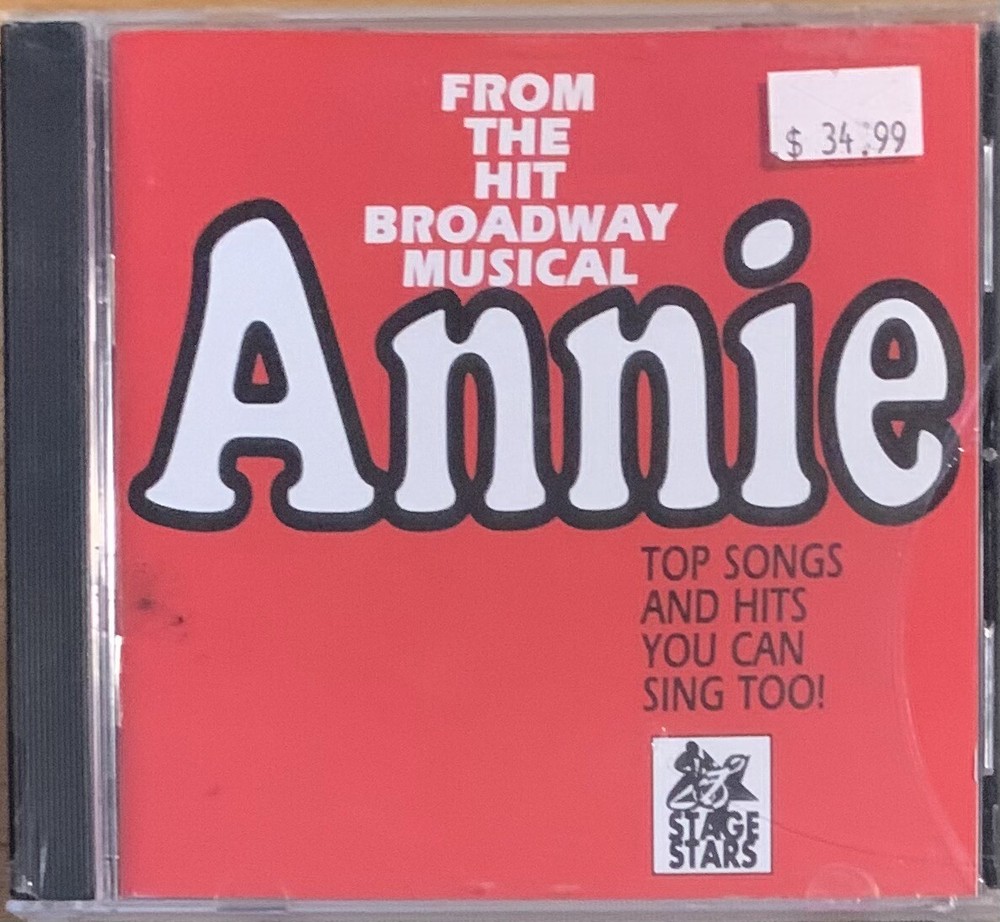 FROM
THE
HIT
BROADWAY
MUSICAL
$ 34.99
Annie
TOP SONGS
AND HITS
YOU CAN
SING TOO!
STAGE
STARS